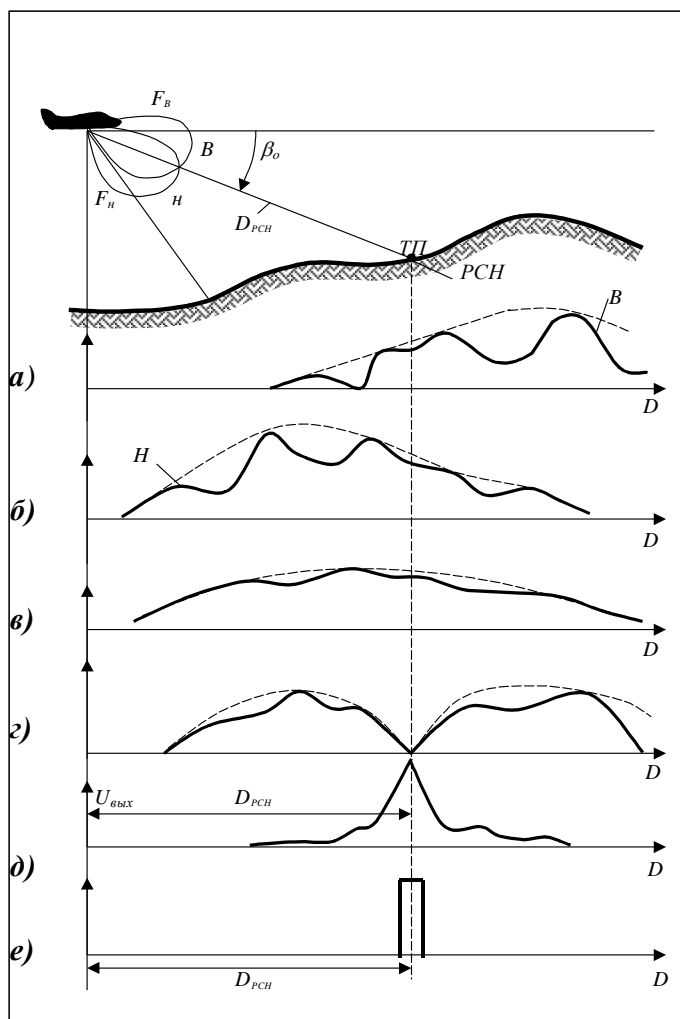 F_В
В
β_о
F_н
н
D_РСН
ТП
РСН
В
а)
D
Н
б)
D
в)
D
г)
D
U_вых
D_РСН
д)
D
е)
D_РСН
D